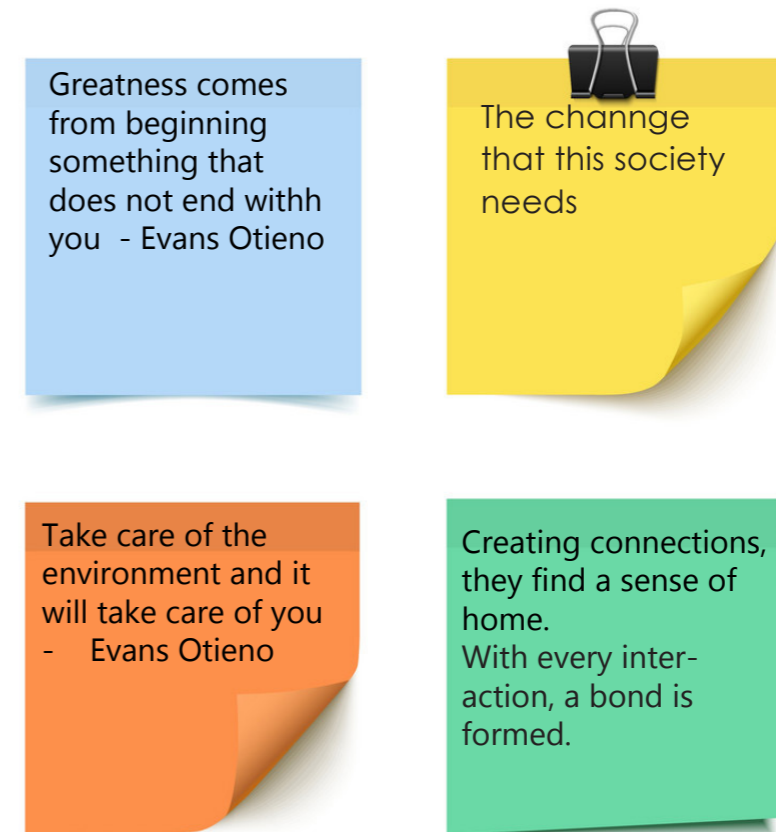 Greatness comes
from beginning
something that
does not end withh
you - Evans Otieno
The channge
that this society
needs
Take care of the
environment and it
will take care of you
- Evans Otieno
Creating connections,
they find a sense of
home.
With every inter-
action, a bond is
formed.